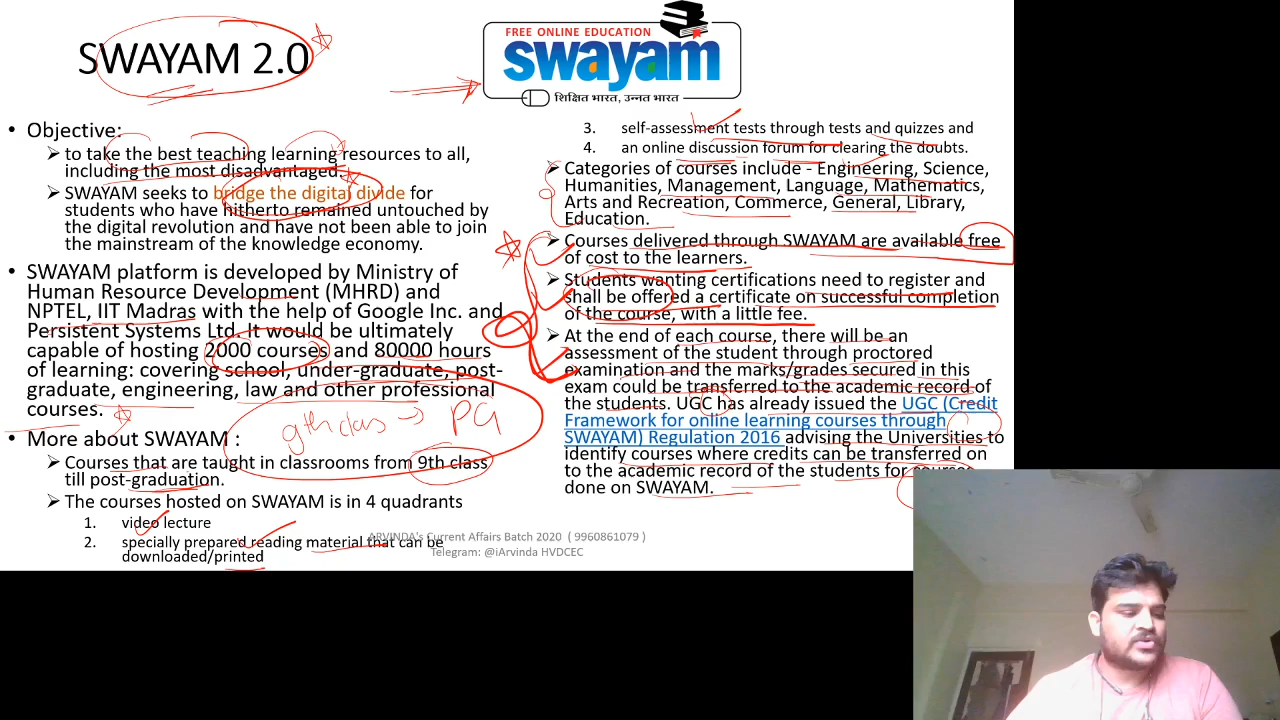 SWAYAM 2.0
FREE ONLINE EDUCATION
swayam
शिक्षित भारत, उन्नत भारत
• Objective:
➢ to take the best teaching learning resources to all,
including the most disadvantaged.
➢ SWAYAM seeks to bridge the digital divide for
students who have hitherto remained untouched by
the digital revolution and have not been able to join
the mainstream of the knowledge economy.
• SWAYAM platform is developed by Ministry of
Human Resource Development (MHRD) and
NPTEL, IIT Madras with the help of Google Inc. and
Persistent Systems Ltd. It would be ultimately
capable of hosting 2000 courses and 80000 hours
of learning: covering school, under-graduate, post-
graduate, engineering, law and other professional
courses.
9th class → PG
• More about SWAYAM :
➢ Courses that are taught in classrooms from 9th class
till post-graduation.
➢ The courses hosted on SWAYAM is in 4 quadrants
1. video lecture
2. specially prepared reading material that can be
downloaded/printed
3. self-assessment tests through tests and quizzes and
4. an online discussion forum for clearing the doubts.
➢ Categories of courses include - Engineering, Science,
Humanities, Management, Language, Mathematics,
Arts and Recreation, Commerce, General, Library,
Education.
➢ Courses delivered through SWAYAM are available free
of cost to the learners.
➢ Students wanting certifications need to register and
shall be offered a certificate on successful completion
of the course, with a little fee.
➢ At the end of each course, there will be an
assessment of the student through proctored
examination and the marks/grades secured in this
exam could be transferred to the academic record of
the students. UGC has already issued the UGC (Credit
Framework for online learning courses through
SWAYAM) Regulation 2016 advising the Universities to
identify courses where credits can be transferred on
to the academic record of the students for courses
done on SWAYAM.
ARVINDA's Current Affairs Batch 2020 ( 9960861079 )
Telegram: @iArvinda HVDCEC